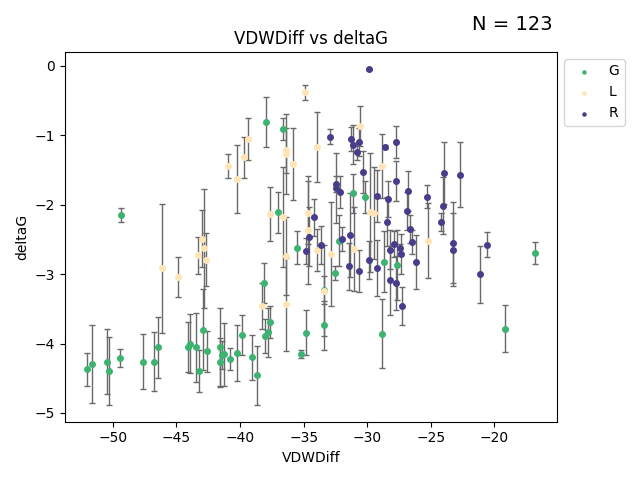 N = 123
VDWDiff vs deltaG
G
L
R
deltaG
0
−1
−2
−3
−4
−5
−50 −45 −40 −35 −30 −25 −20
VDWDiff